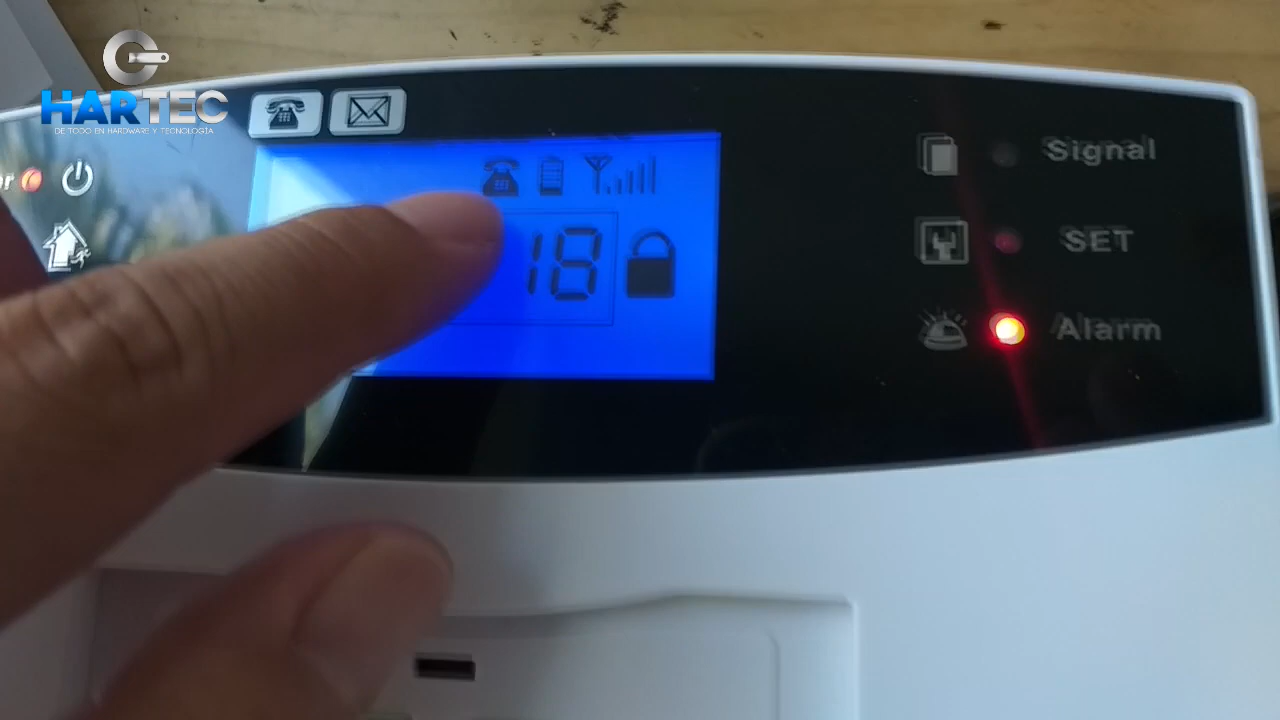 HARTEC
DE TODO EN HARDWARE Y TECNOLOGÍA
Signal
SET
18
Alarm